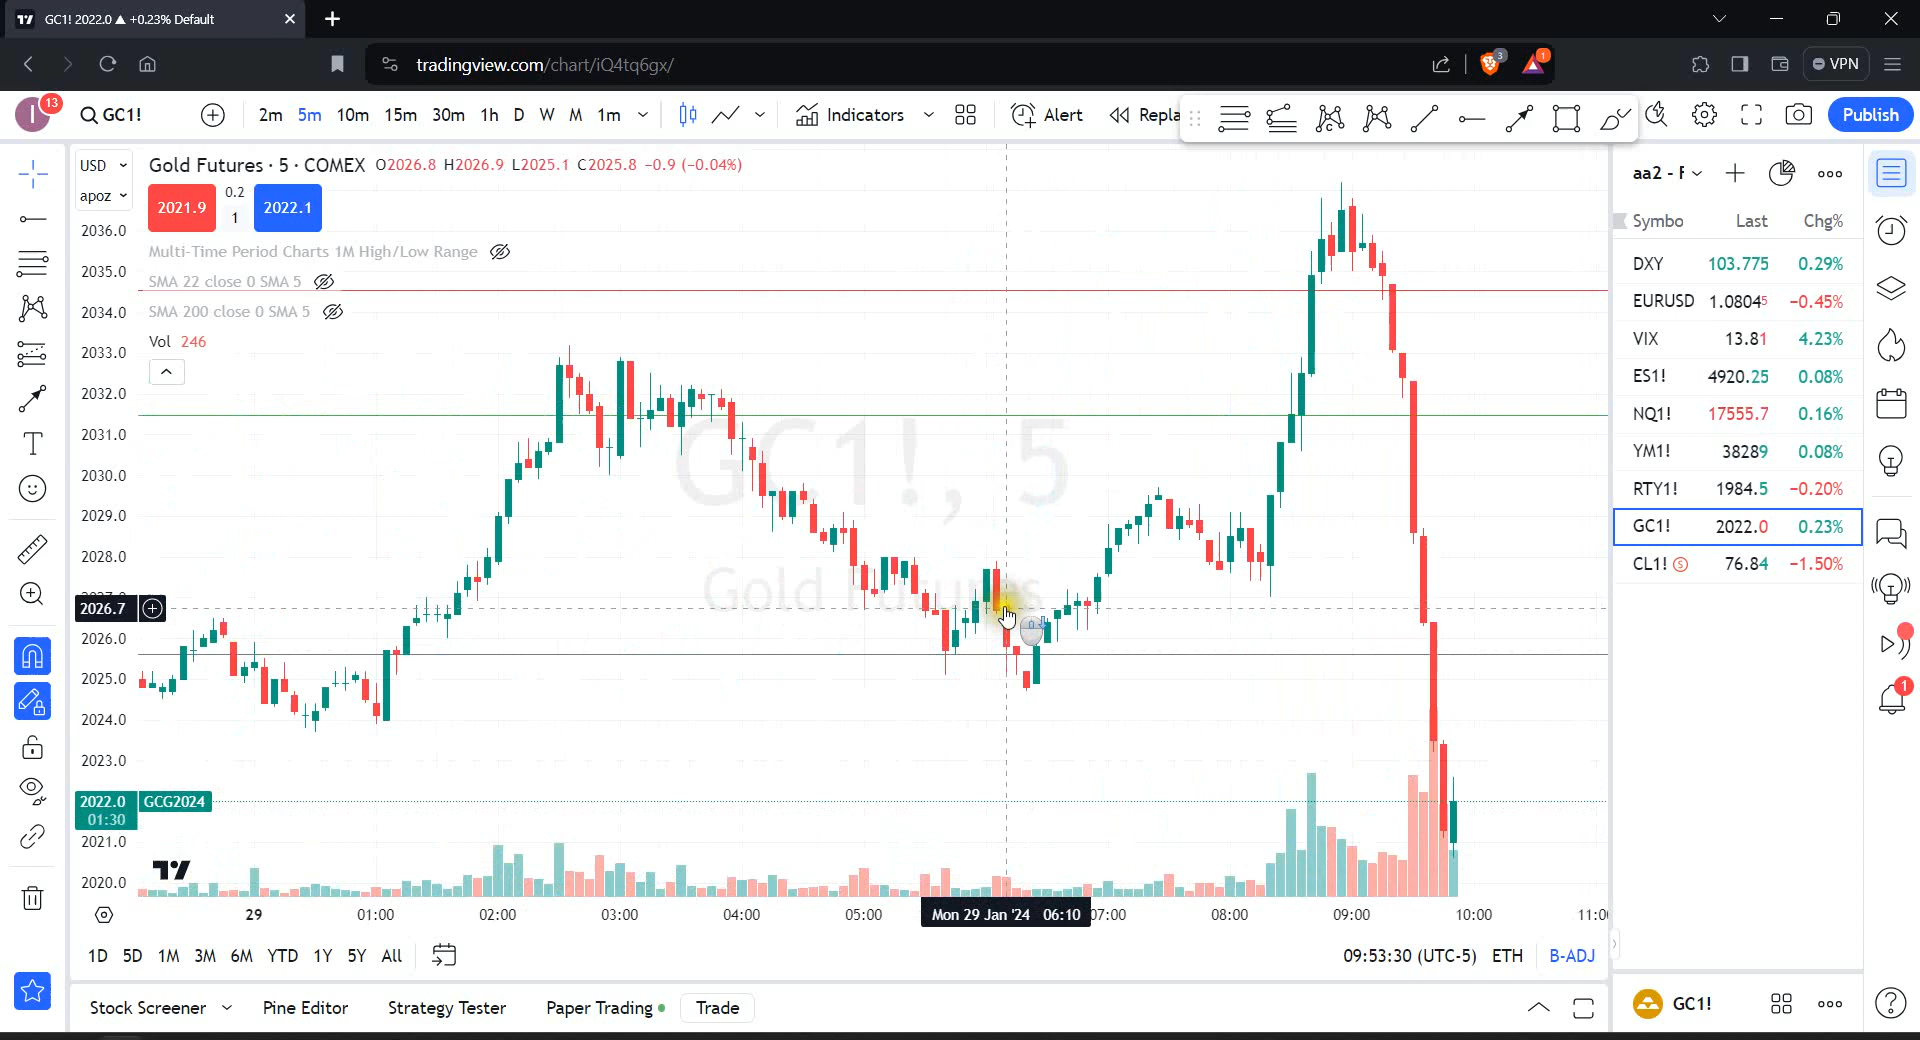 GC1! 2022.0 ▲ +0.23% Default
tradingview.com/chart/iQ4tq6gx/
3
1
VPN
I
13
GC1!
2m 5m 10m 15m 30m 1h D W M 1m
Indicators
Alert
Repla
Publish
USD
apoz
Gold Futures · 5 · COMEX O2026.8 H2026.9 L2025.1 C2025.8 −0.9 (−0.04%)
2021.9
0.2
1
2022.1
Multi-Time Period Charts 1M High/Low Range
SMA 22 close 0 SMA 5
SMA 200 close 0 SMA 5
Vol 246
GC1!, 5
Gold Futures
2036.0
2035.0
2034.0
2033.0
2032.0
2031.0
2030.0
2029.0
2028.0
2026.7
2026.0
2025.0
2024.0
2023.0
2022.0 GCG2024
01:30
2021.0
2020.0
29 01:00 02:00 03:00 04:00 05:00 Mon 29 Jan '24 06:10 07:00 08:00 09:00 10:00
1D 5D 1M 3M 6M YTD 1Y 5Y All
09:53:30 (UTC-5) ETH B-ADJ
Stock Screener Pine Editor Strategy Tester Paper Trading Trade
aa2 - F
Symbo Last Chg%
DXY 103.775 0.29%
EURUSD 1.08045 −0.45%
VIX 13.81 4.23%
ES1! 4920.25 0.08%
NQ1! 17555.7 0.16%
YM1! 38289 0.08%
RTY1! 1984.5 −0.20%
GC1! 2022.0 0.23%
CL1! S 76.84 −1.50%
1
GC1!